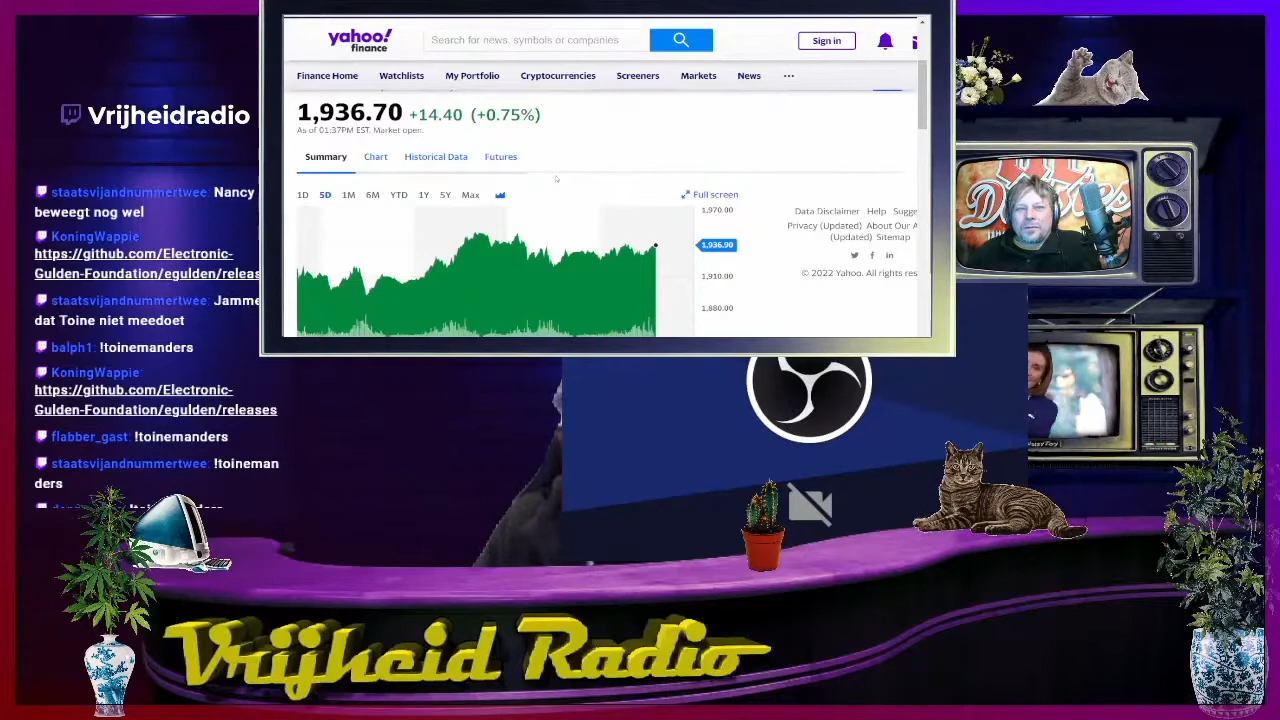 yahoo!
finance
Search for news, symbols or companies
Sign in
Finance Home Watchlists My Portfolio Cryptocurrencies Screeners Markets News ...
1,936.70 +14.40 (+0.75%)
As of 01:37PM EST. Market open.
Summary Chart Historical Data Futures
1D 5D 1M 6M YTD 1Y 5Y Max
Full screen
1,970.00
1,936.90
1,910.00
1,880.00
Data Disclaimer Help Sugge
Privacy (Updated) About Our A
(Updated) Sitemap
© 2022 Yahoo. All rights res
Vrijheidradio
staatsvijandnummertwee: Nancy
beweegt nog wel
KoningWappie
https://github.com/Electronic-
Gulden-Foundation/egulden/releas
staatsvijandnummertwee: Jamme
dat Toine niet meedoet
balph1: !toinemanders
KoningWappie:
https://github.com/Electronic-
Gulden-Foundation/egulden/releases
flabber_gast: !toinemanders
staatsvijandnummertwee: !toineman
ders
Vrijheid Radio